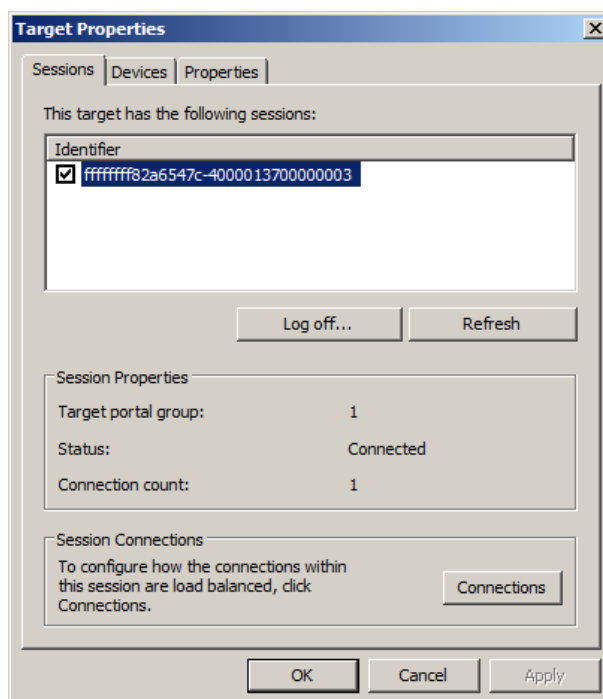 Target Properties
Sessions Devices Properties
This target has the following sessions:
Identifier
ffffffff82a6547c-4000013700000003
Log off... Refresh
Session Properties
Target portal group: 1
Status: Connected
Connection count: 1
Session Connections
To configure how the connections within
this session are load balanced, click
Connections.
Connections
OK Cancel Apply